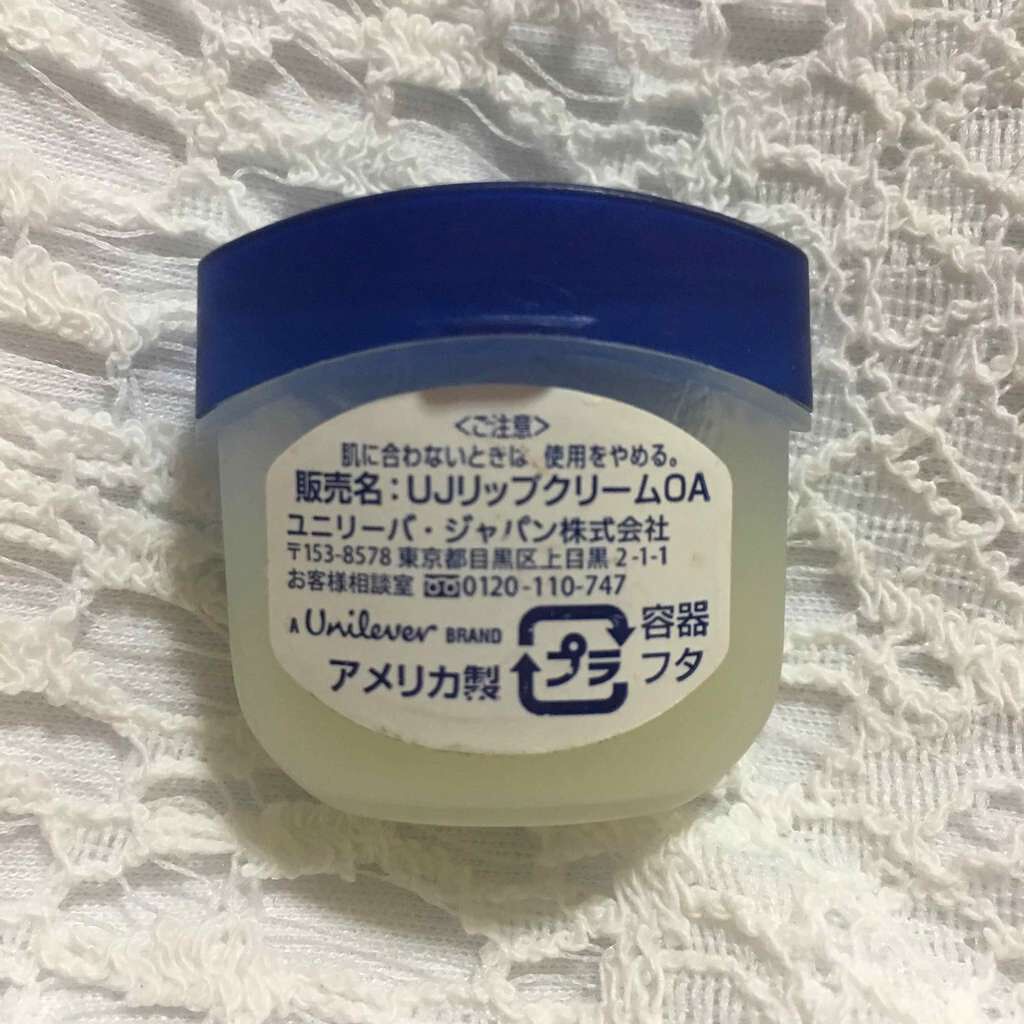 <ご注意>
肌に合わないときは、使用をやめる。
販売名：UJリップクリームOA
ユニリーバ・ジャパン株式会社
〒153-8578 東京都目黒区上目黒2-1-1
お客様相談室 0120-110-747
A Unilever BRAND
アメリカ製
プラ
容器
フタ